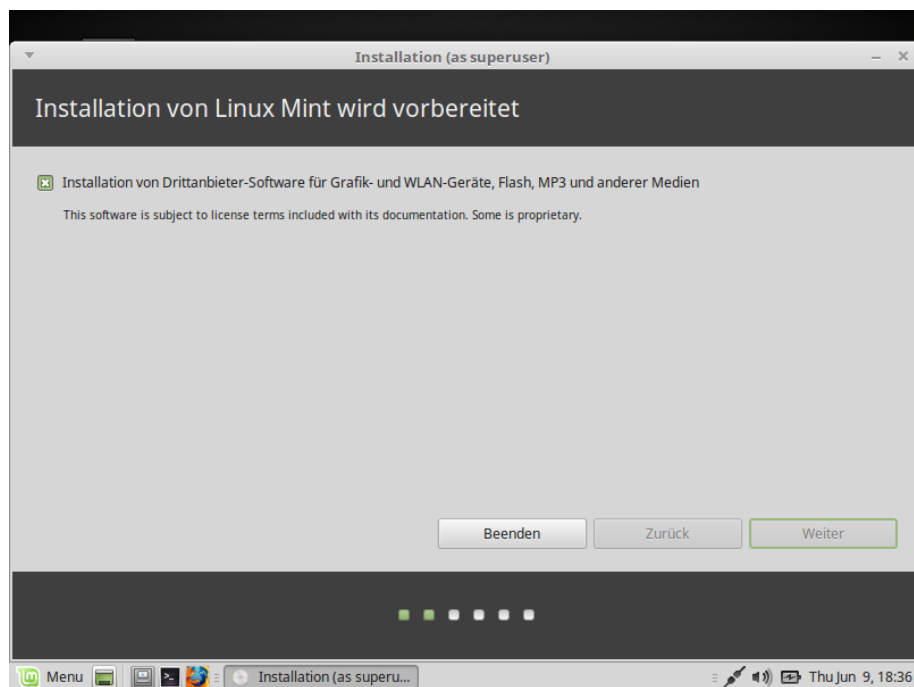 Installation (as superuser)
Installation von Linux Mint wird vorbereitet
Installation von Drittanbieter-Software für Grafik- und WLAN-Geräte, Flash, MP3 und anderer Medien
This software is subject to license terms included with its documentation. Some is proprietary.
Beenden Zurück Weiter
Menu Installation (as superu... Thu Jun 9, 18:36